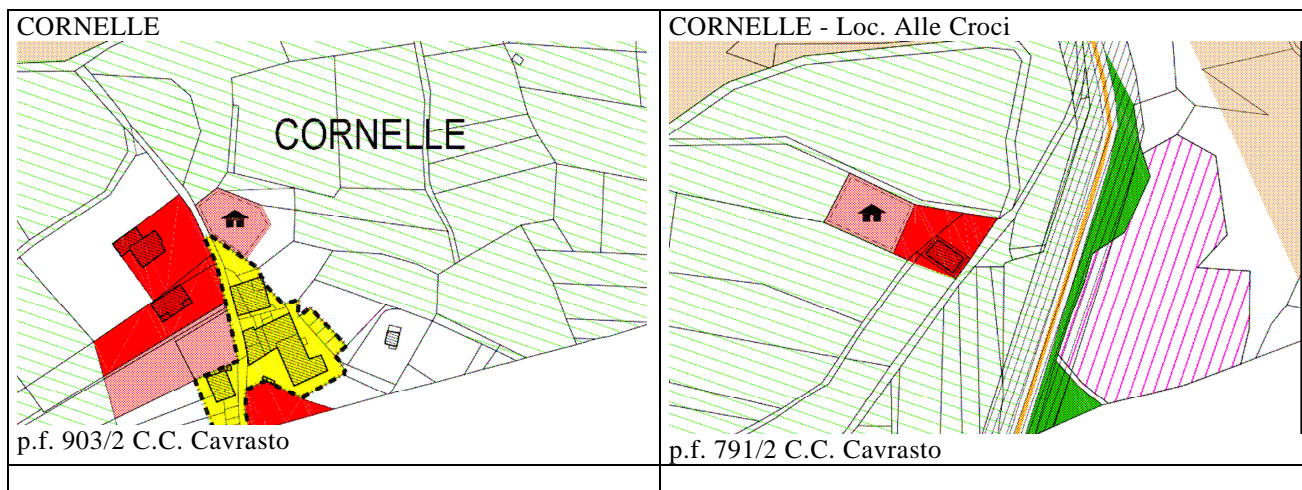 CORNELLE
CORNELLE
p.f. 903/2 C.C. Cavrasto
CORNELLE - Loc. Alle Croci
p.f. 791/2 C.C. Cavrasto